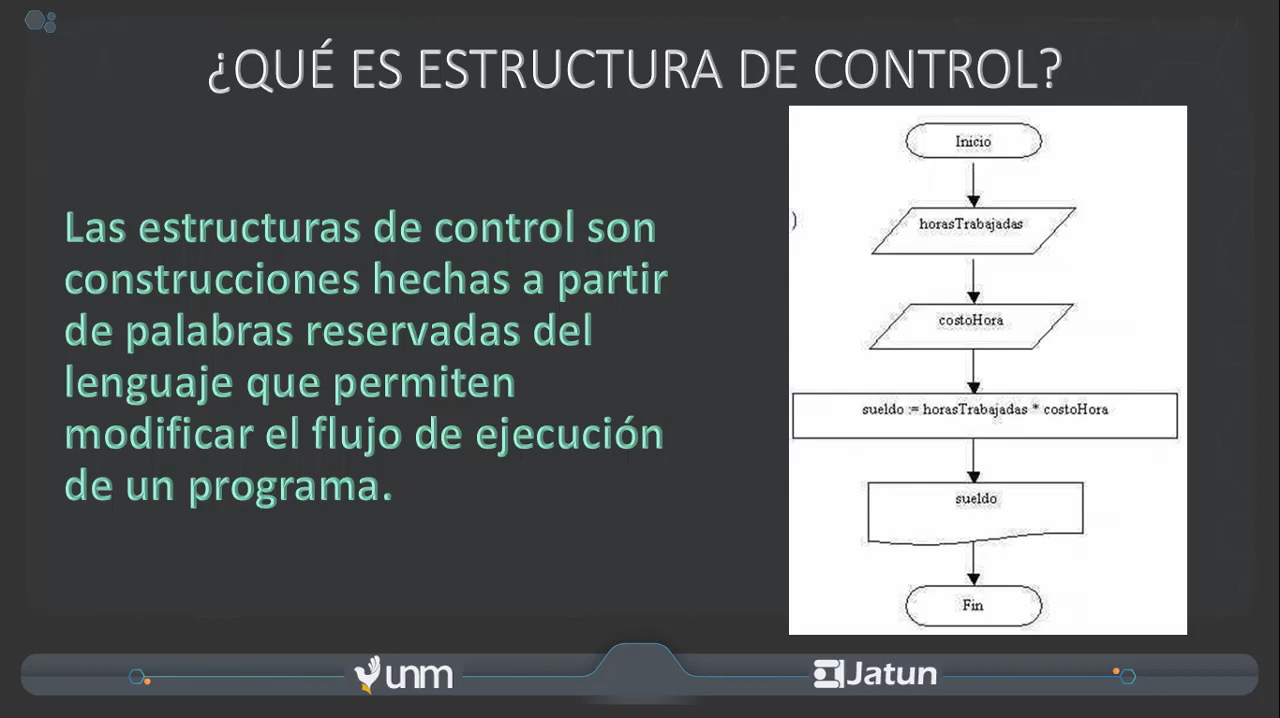 ¿QUÉ ES ESTRUCTURA DE CONTROL?
Las estructuras de control son
construcciones hechas a partir
de palabras reservadas del
lenguaje que permiten
modificar el flujo de ejecución
de un programa.
Inicio
)
horasTrabajadas
costoHora
sueldo := horasTrabajadas * costoHora
sueldo
Fin
unm
Jatun